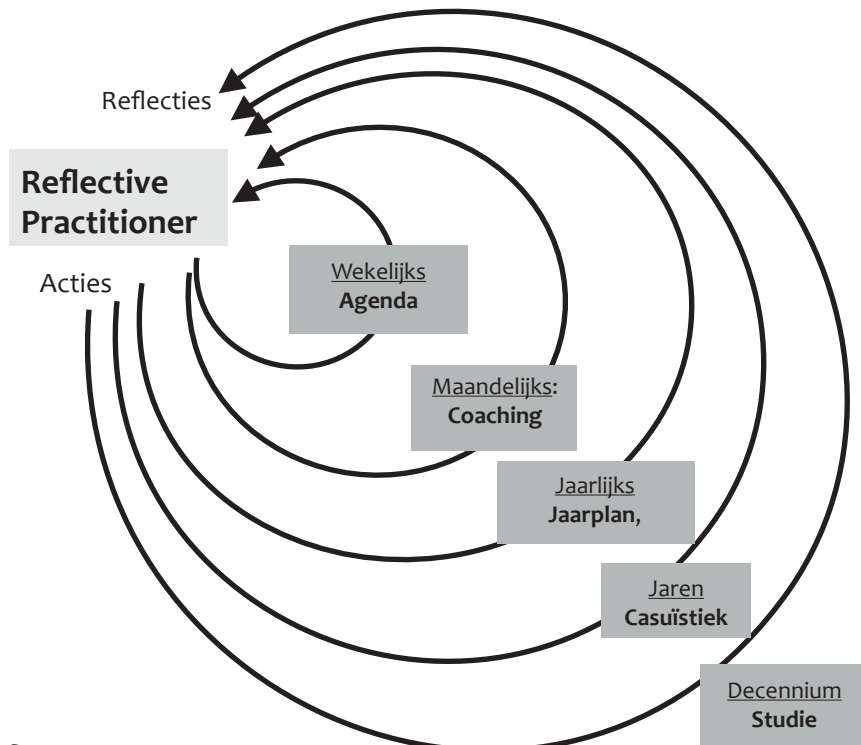 Reflecties
Reflective
Practitioner
Acties
Wekelijks
Agenda
Maandelijks:
Coaching
Jaarlijks
Jaarplan,
Jaren
Casuïstiek
Decennium
Studie